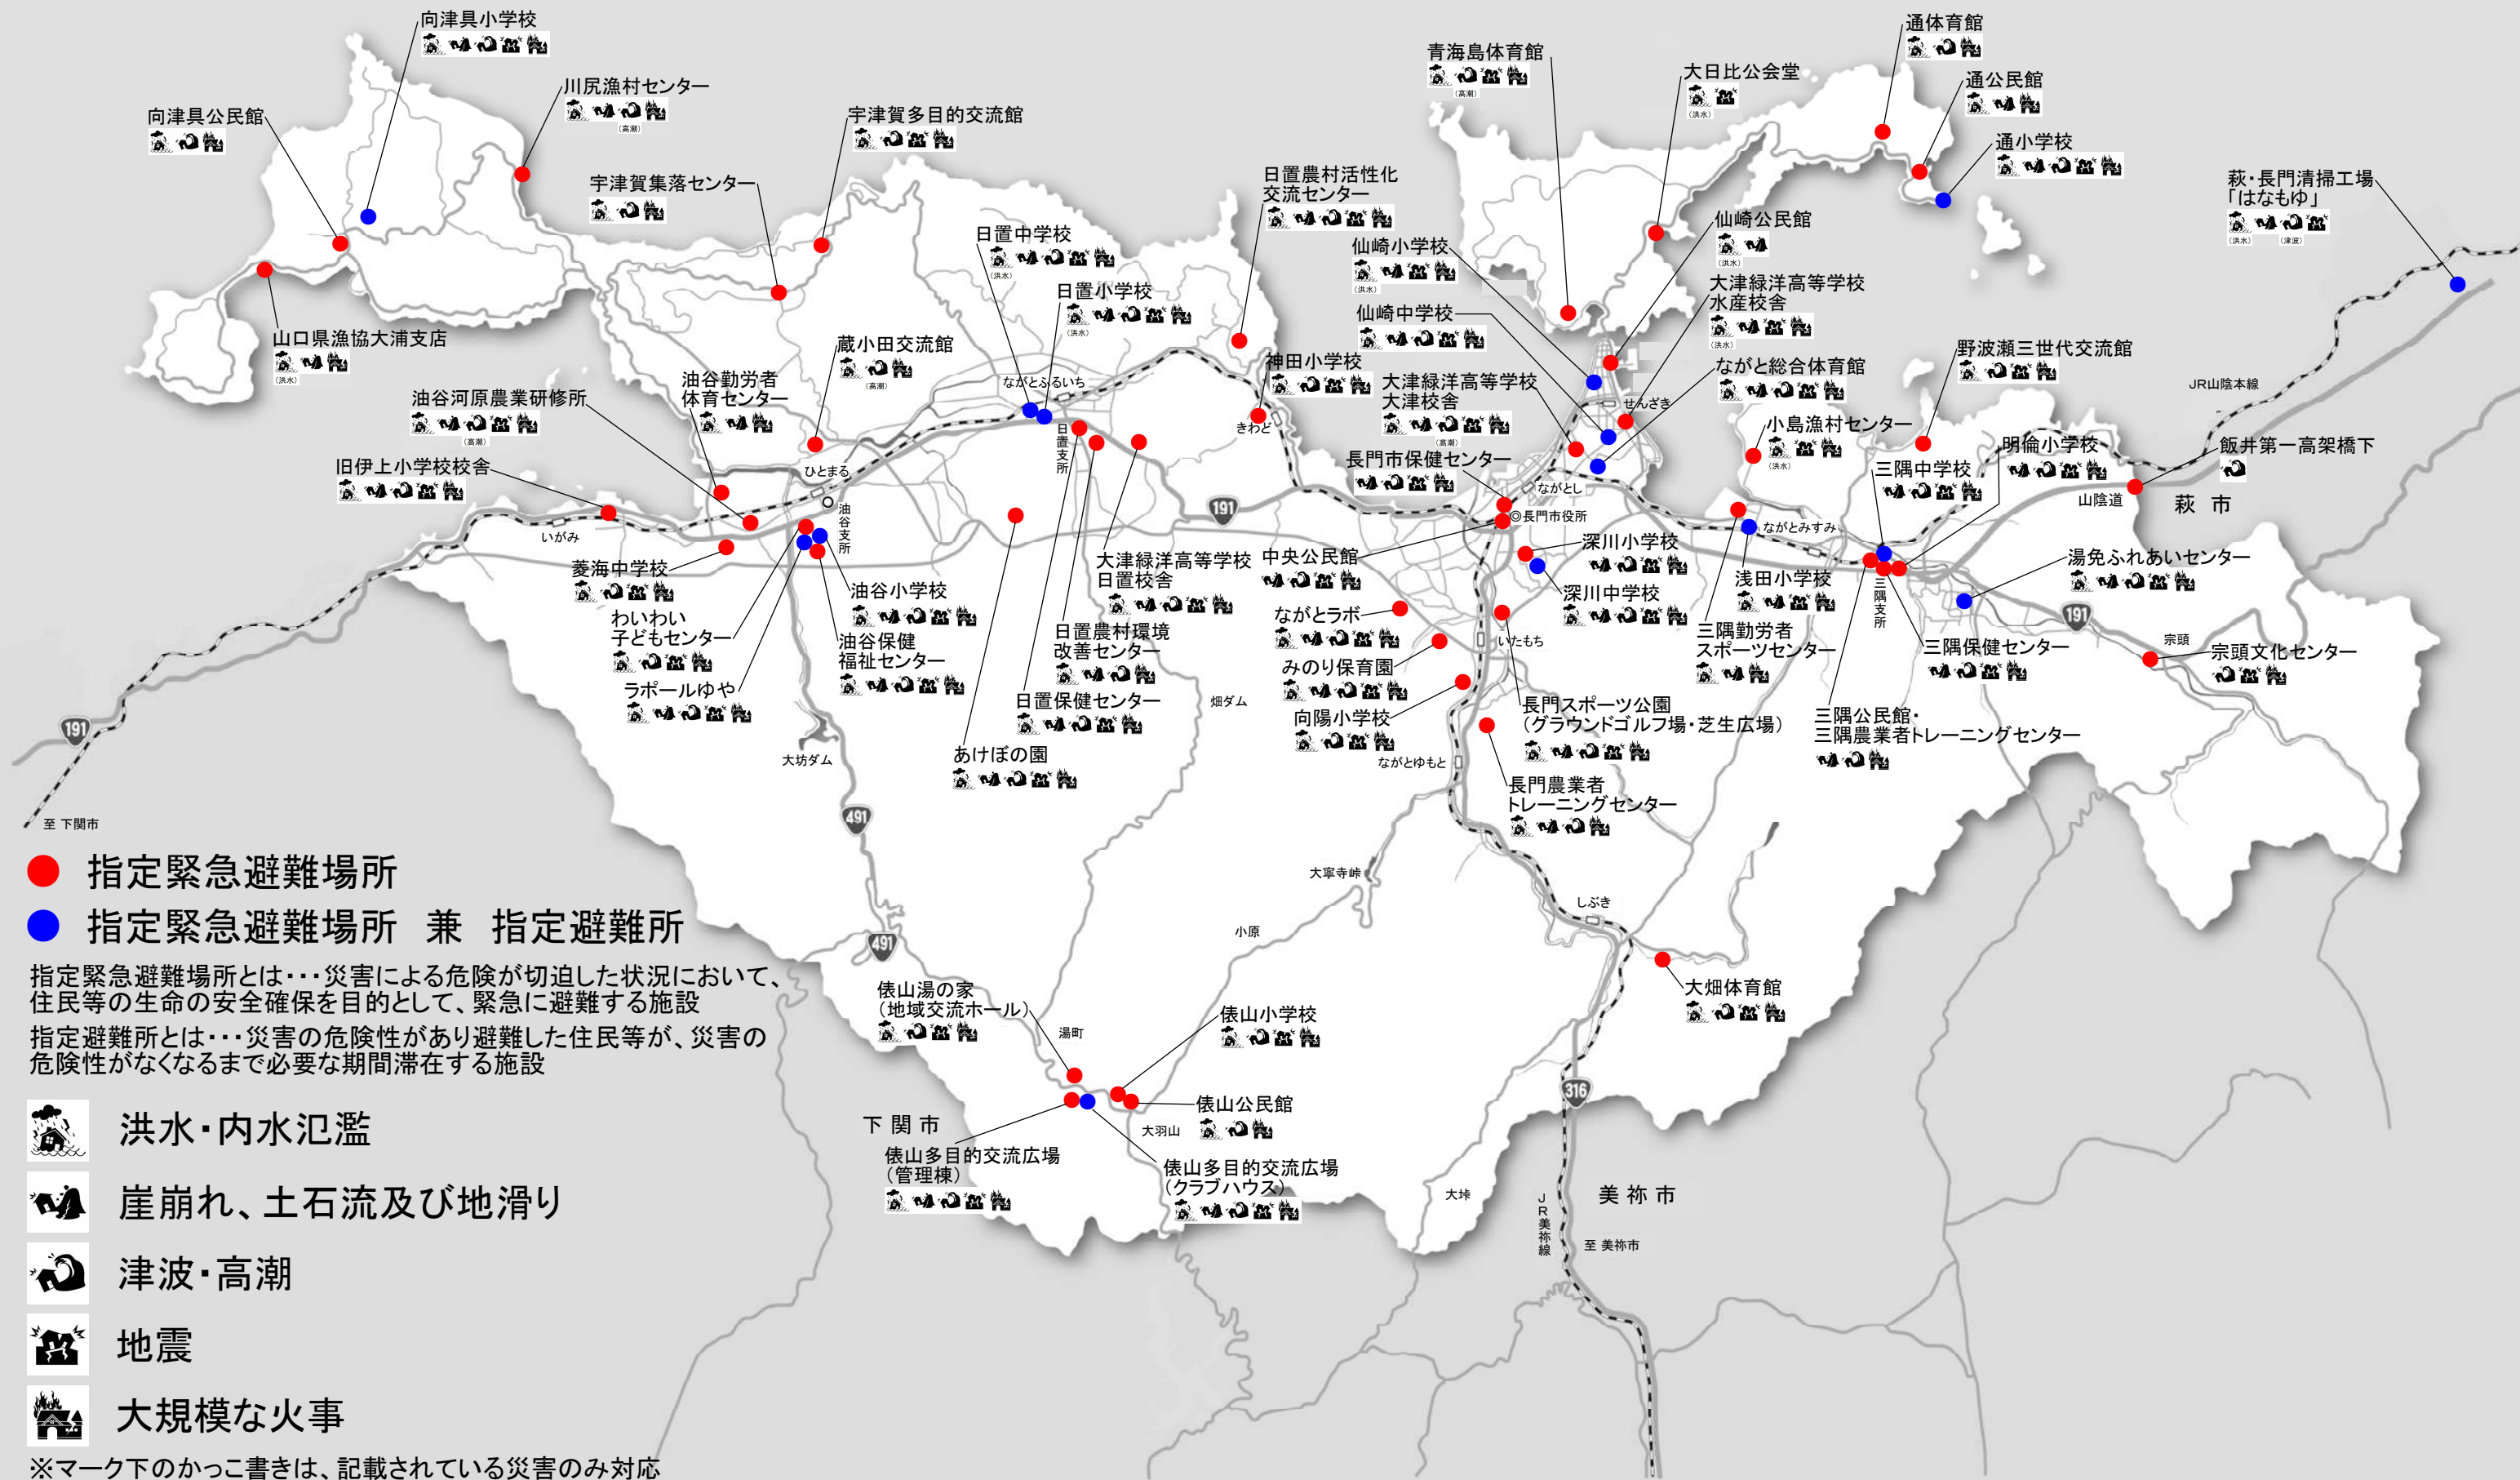 向津具小学校
川尻漁村センター
(高潮)
向津具公民館
宇津賀多目的交流館
宇津賀集落センター
山口県漁協大浦支店
(洪水)
日置農村活性化
交流センター
日置中学校
(洪水)
日置小学校
(洪水)
青海島体育館
(高潮)
大日比公会堂
(洪水)
通体育館
通公民館
通小学校
萩・長門清掃工場
「はなもゆ」
(洪水)
(津波)
仙崎公民館
(洪水)
仙崎小学校
(洪水)
仙崎中学校
大津緑洋高等学校
水産校舎
(洪水)
ながと総合体育館
野波瀬三世代交流館
JR山陰本線
蔵小田交流館
(高潮)
油谷勤労者
体育センター
油谷河原農業研修所
(高潮)
旧伊上小学校校舎
ながとふるいち
日置支所
神田小学校
きわど
大津緑洋高等学校
大津校舎
(高潮)
せんざき
小島漁村センター
(洪水)
三隅中学校
明倫小学校
飯井第一高架橋下
山陰道
萩市
長門市保健センター
ながとし
◎長門市役所
ひとまる
油谷支所
いがみ
191
ながとみすみ
菱海中学校
わいわい
子どもセンター
ラポールゆや
油谷小学校
油谷保健
福祉センター
大津緑洋高等学校
日置校舎
日置農村環境
改善センター
日置保健センター
あけぼの園
中央公民館
深川小学校
深川中学校
ながとラボ
みのり保育園
向陽小学校
いたもち
浅田小学校
三隅勤労者
スポーツセンター
三隅支所
湯免ふれあいセンター
191
宗頭
宗頭文化センター
三隅保健センター
三隅公民館・
三隅農業者トレーニングセンター
長門スポーツ公園
(グラウンドゴルフ場・芝生広場)
長門農業者
トレーニングセンター
ながとゆもと
畑ダム
大坊ダム
191
至 下関市
491
491
大寧寺峠
しぶき
小原
大畑体育館
俵山湯の家
(地域交流ホール)
湯町
俵山小学校
俵山公民館
大羽山
下関市
俵山多目的交流広場
(管理棟)
俵山多目的交流広場
(クラブハウス)
316
大垰
JR美祢線
美祢市
至 美祢市
指定緊急避難場所
指定緊急避難場所 兼 指定避難所
指定緊急避難場所とは・・・災害による危険が切迫した状況において、
住民等の生命の安全確保を目的として、緊急に避難する施設
指定避難所とは・・・災害の危険性があり避難した住民等が、災害の
危険性がなくなるまで必要な期間滞在する施設
洪水・内水氾濫
崖崩れ、土石流及び地滑り
津波・高潮
地震
大規模な火事
※マーク下のかっこ書きは、記載されている災害のみ対応